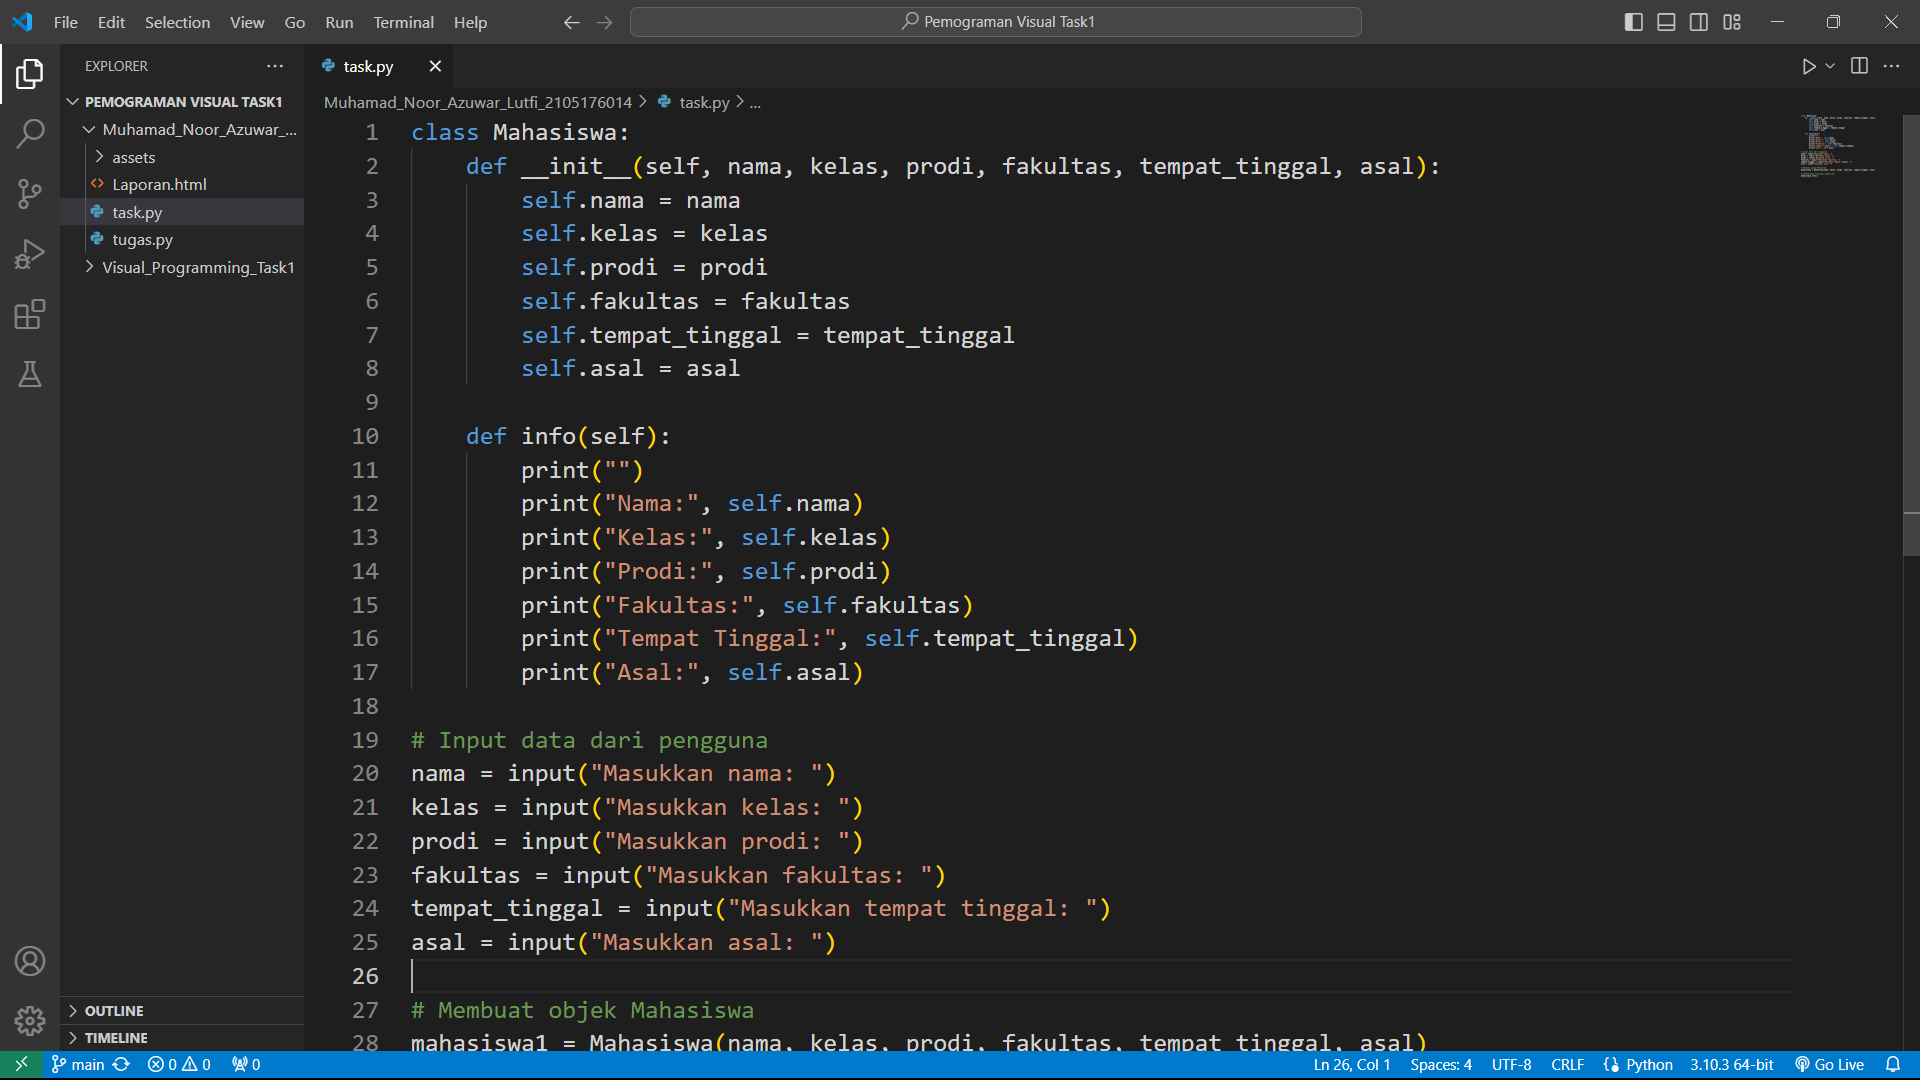 File Edit Selection View Go Run Terminal Help
Pemograman Visual Task1
EXPLORER
PEMOGRAMAN VISUAL TASK1
Muhamad_Noor_Azuwar_...
assets
Laporan.html
task.py
tugas.py
Visual_Programming_Task1
OUTLINE
TIMELINE
task.py
Muhamad_Noor_Azuwar_Lutfi_2105176014 > task.py > ...
1 class Mahasiswa:
2     def __init__(self, nama, kelas, prodi, fakultas, tempat_tinggal, asal):
3         self.nama = nama
4         self.kelas = kelas
5         self.prodi = prodi
6         self.fakultas = fakultas
7         self.tempat_tinggal = tempat_tinggal
8         self.asal = asal
9
10     def info(self):
11         print("")
12         print("Nama:", self.nama)
13         print("Kelas:", self.kelas)
14         print("Prodi:", self.prodi)
15         print("Fakultas:", self.fakultas)
16         print("Tempat Tinggal:", self.tempat_tinggal)
17         print("Asal:", self.asal)
18
19 # Input data dari pengguna
20 nama = input("Masukkan nama: ")
21 kelas = input("Masukkan kelas: ")
22 prodi = input("Masukkan prodi: ")
23 fakultas = input("Masukkan fakultas: ")
24 tempat_tinggal = input("Masukkan tempat tinggal: ")
25 asal = input("Masukkan asal: ")
26
27 # Membuat objek Mahasiswa
28 mahasiswa1 = Mahasiswa(nama, kelas, prodi, fakultas, tempat_tinggal, asal)
main 0 0 0 Ln 26, Col 1 Spaces: 4 UTF-8 CRLF Python 3.10.3 64-bit Go Live